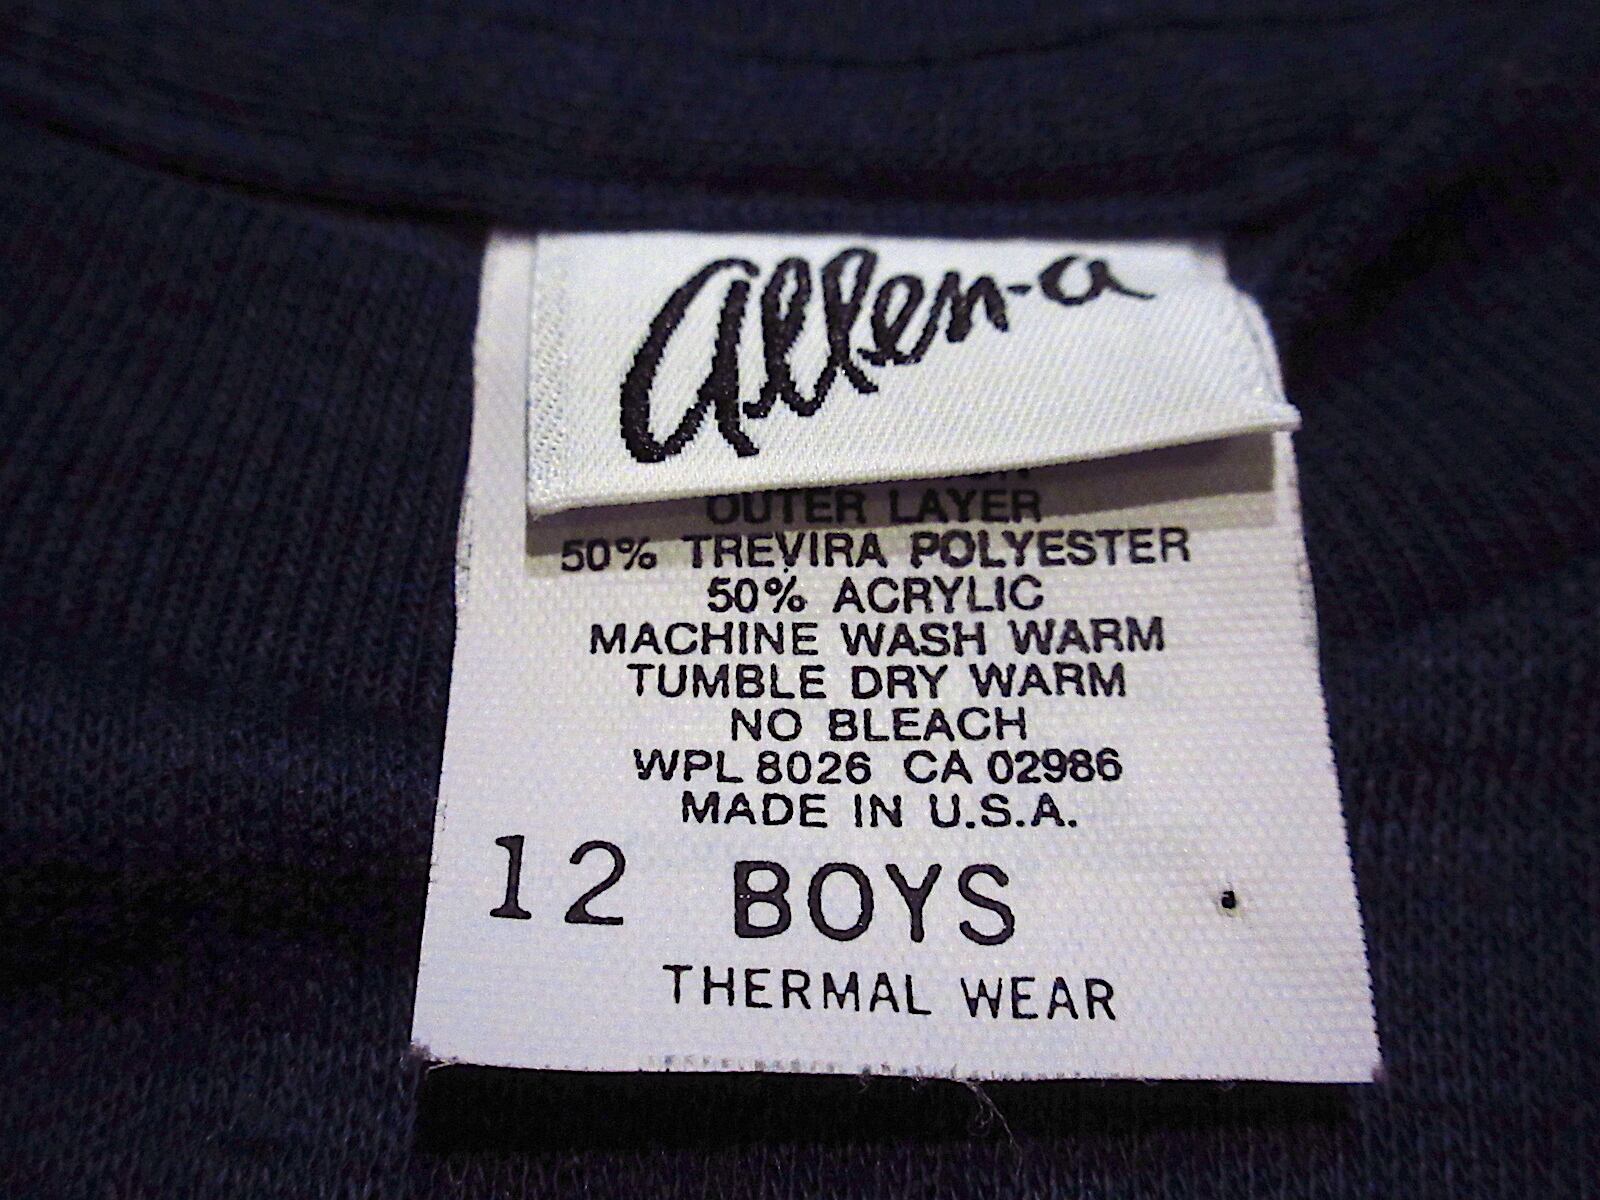 allen-a
OUTER LAYER
50% TREVIRA POLYESTER
50% ACRYLIC
MACHINE WASH WARM
TUMBLE DRY WARM
NO BLEACH
WPL 8026 CA 02986
MADE IN U.S.A.
12 BOYS
THERMAL WEAR